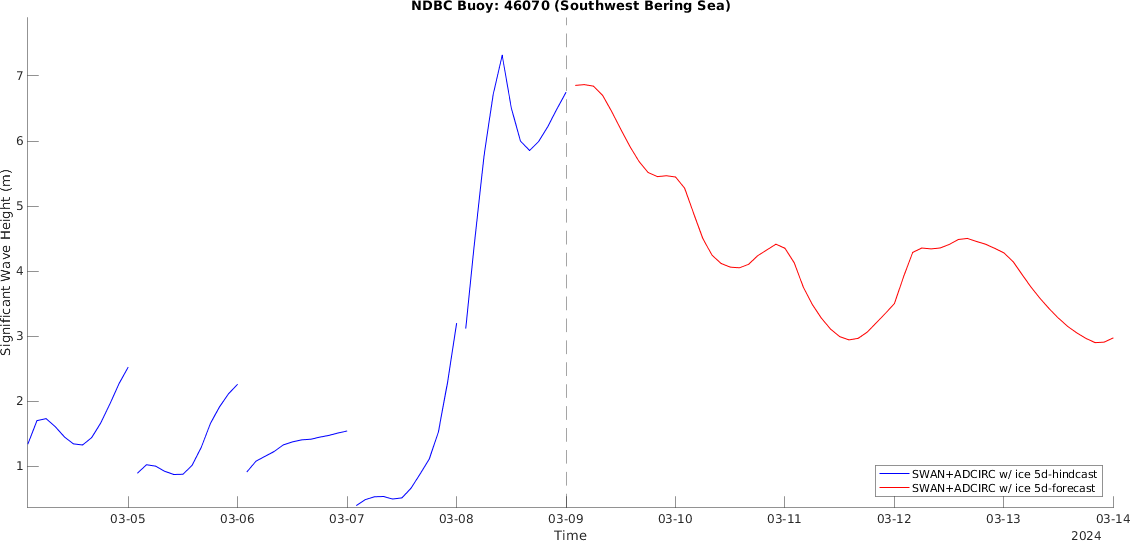 NDBC Buoy: 46070 (Southwest Bering Sea)
Significant Wave Height (m)
7
6
5
4
3
2
1
SWAN+ADCIRC w/ ice 5d-hindcast
SWAN+ADCIRC w/ ice 5d-forecast
03-05 03-06 03-07 03-08 03-09 03-10 03-11 03-12 03-13 03-14
Time
2024